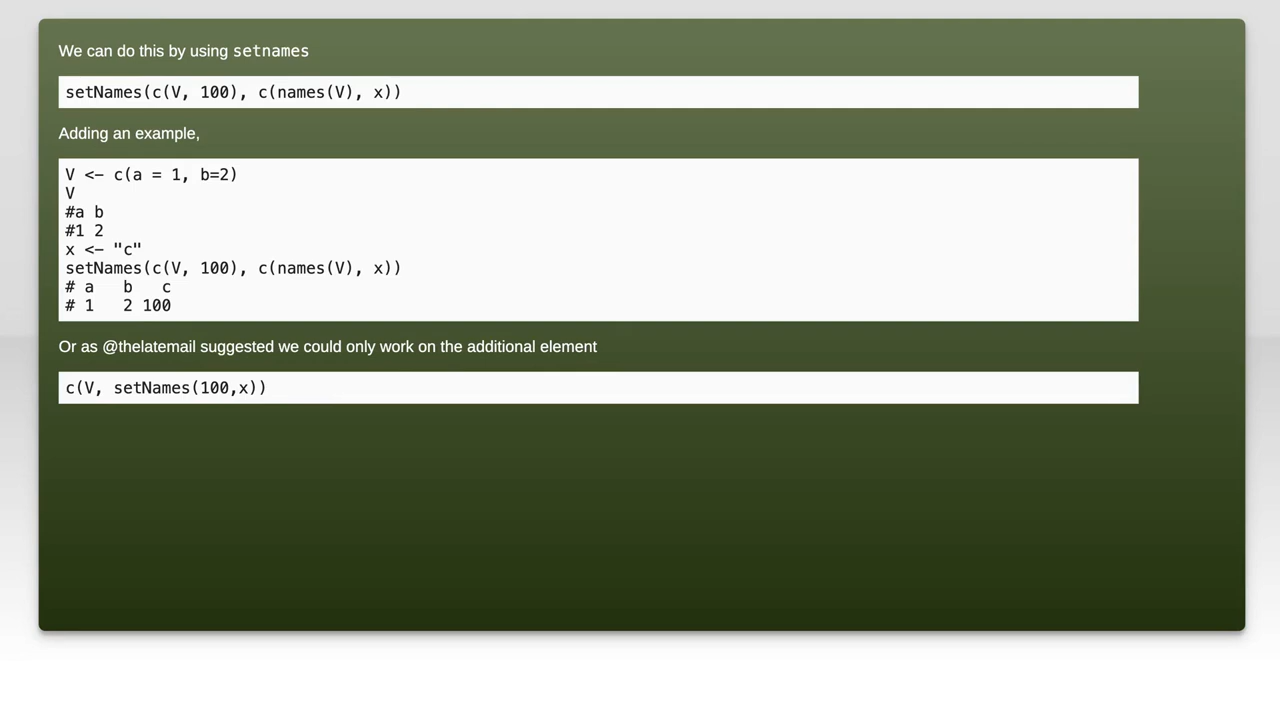 We can do this by using setnames
setNames(c(V, 100), c(names(V), x))
Adding an example,
V <- c(a = 1, b=2)
V
#a b
#1 2
x <- "c"
setNames(c(V, 100), c(names(V), x))
# a   b   c
# 1   2 100
Or as @thelatemail suggested we could only work on the additional element
c(V, setNames(100,x))